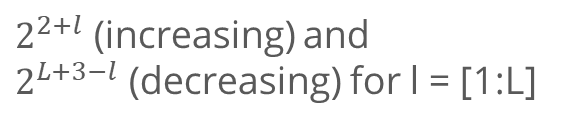 2^{2+l} (increasing) and
2^{L+3−l} (decreasing) for l = [1:L]